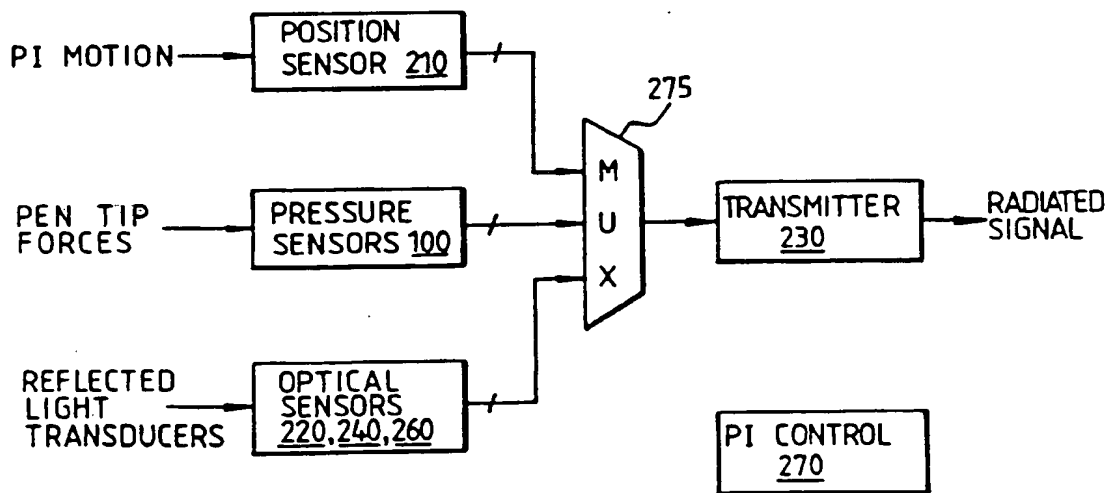 PI MOTION
POSITION
SENSOR 210
275
PEN TIP
FORCES
PRESSURE
SENSORS 100
M
U
X
TRANSMITTER
230
RADIATED
SIGNAL
REFLECTED
LIGHT
TRANSDUCERS
OPTICAL
SENSORS
220, 240, 260
PI CONTROL
270